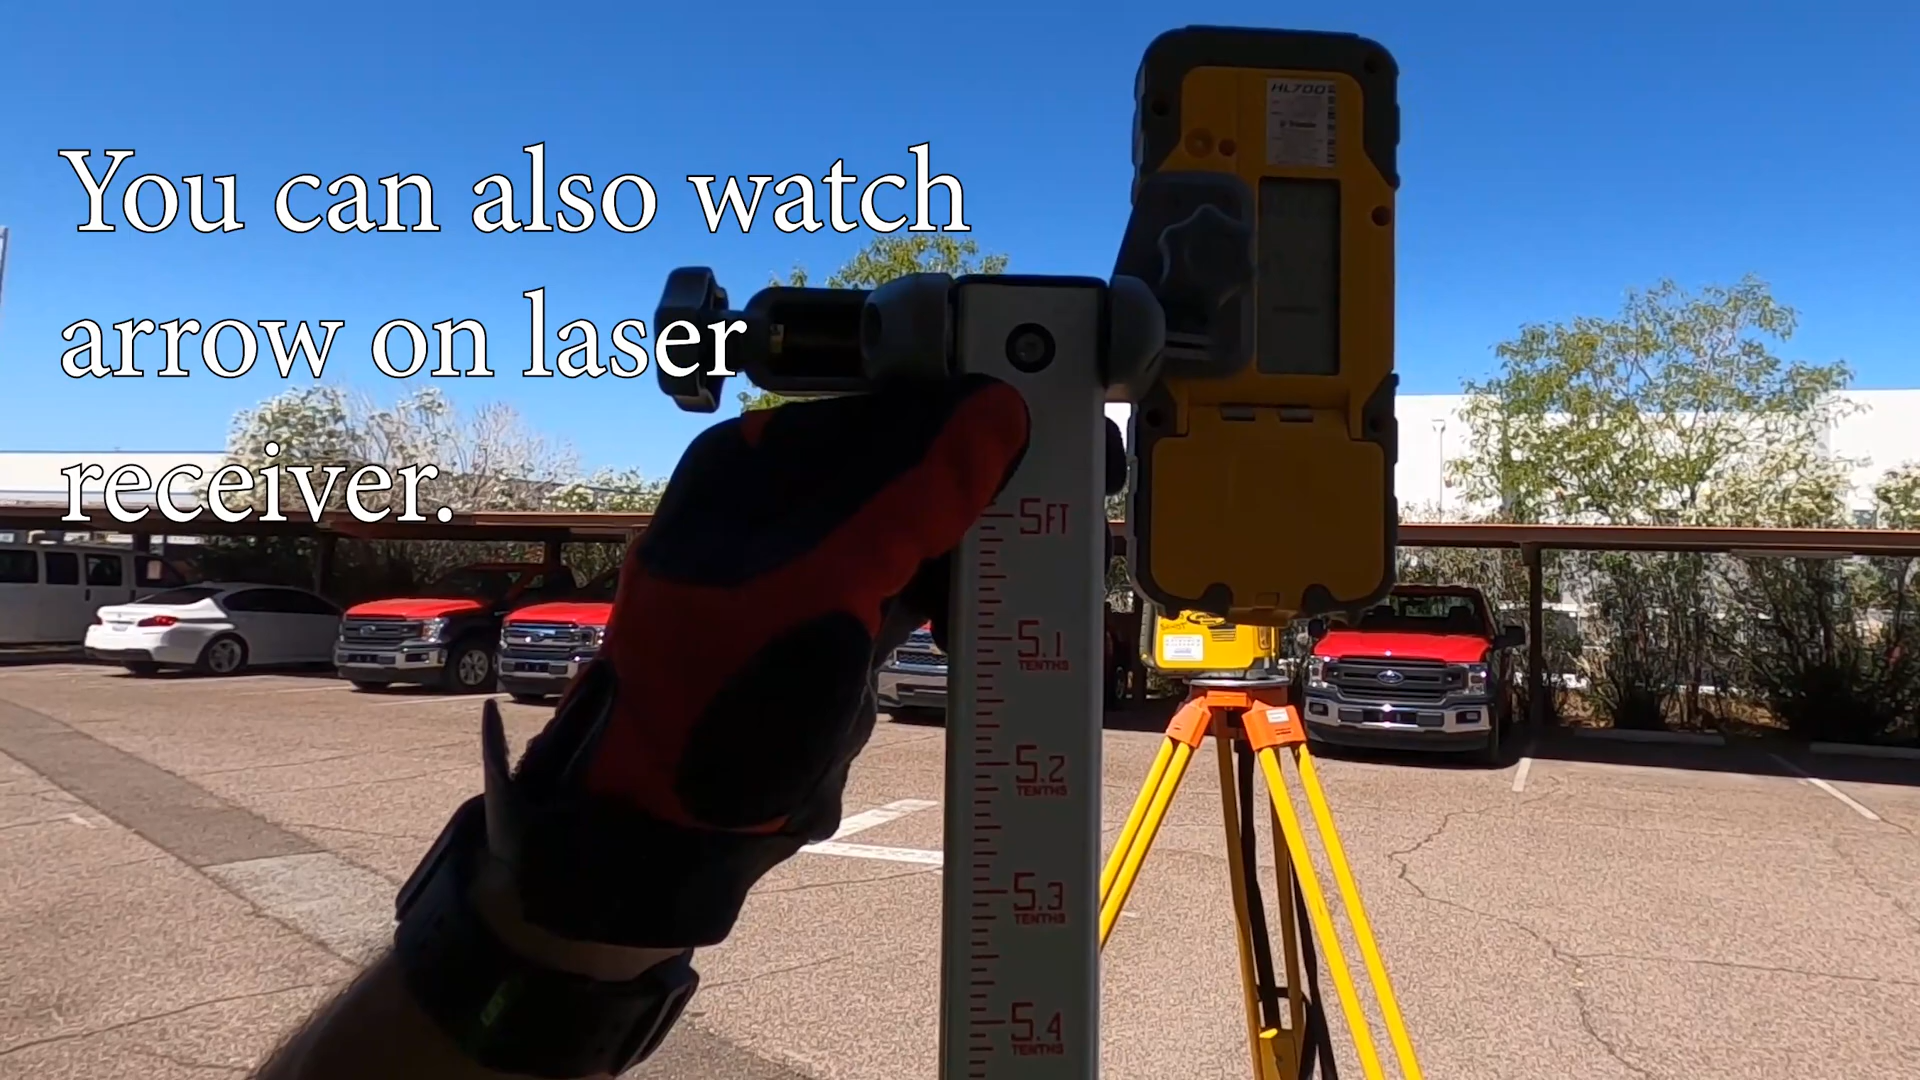 You can also watch
arrow on laser
receiver.
HL700
Trimble
5FT
5.1
TENTHS
5.2
TENTHS
5.3
TENTHS
5.4
TENTHS